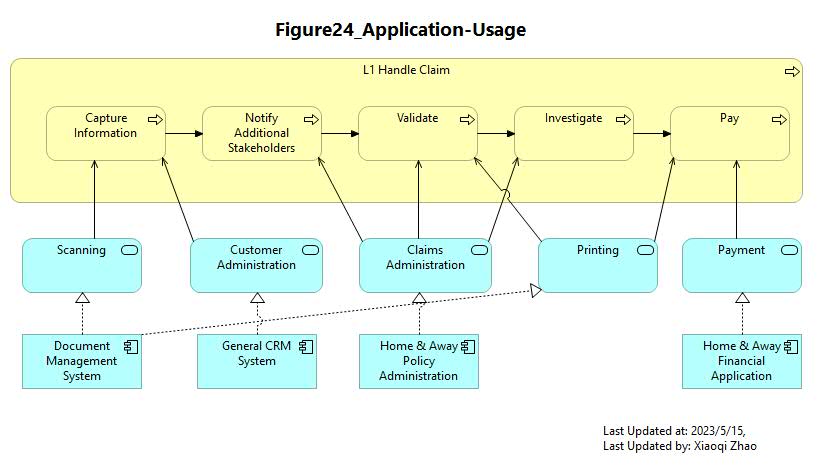 Figure24_Application-Usage
L1 Handle Claim
Capture
Information
Notify
Additional
Stakeholders
Validate
Investigate
Pay
Scanning
Customer
Administration
Claims
Administration
Printing
Payment
Document
Management
System
General CRM
System
Home & Away
Policy
Administration
Home & Away
Financial
Application
Last Updated at: 2023/5/15,
Last Updated by: Xiaoqi Zhao